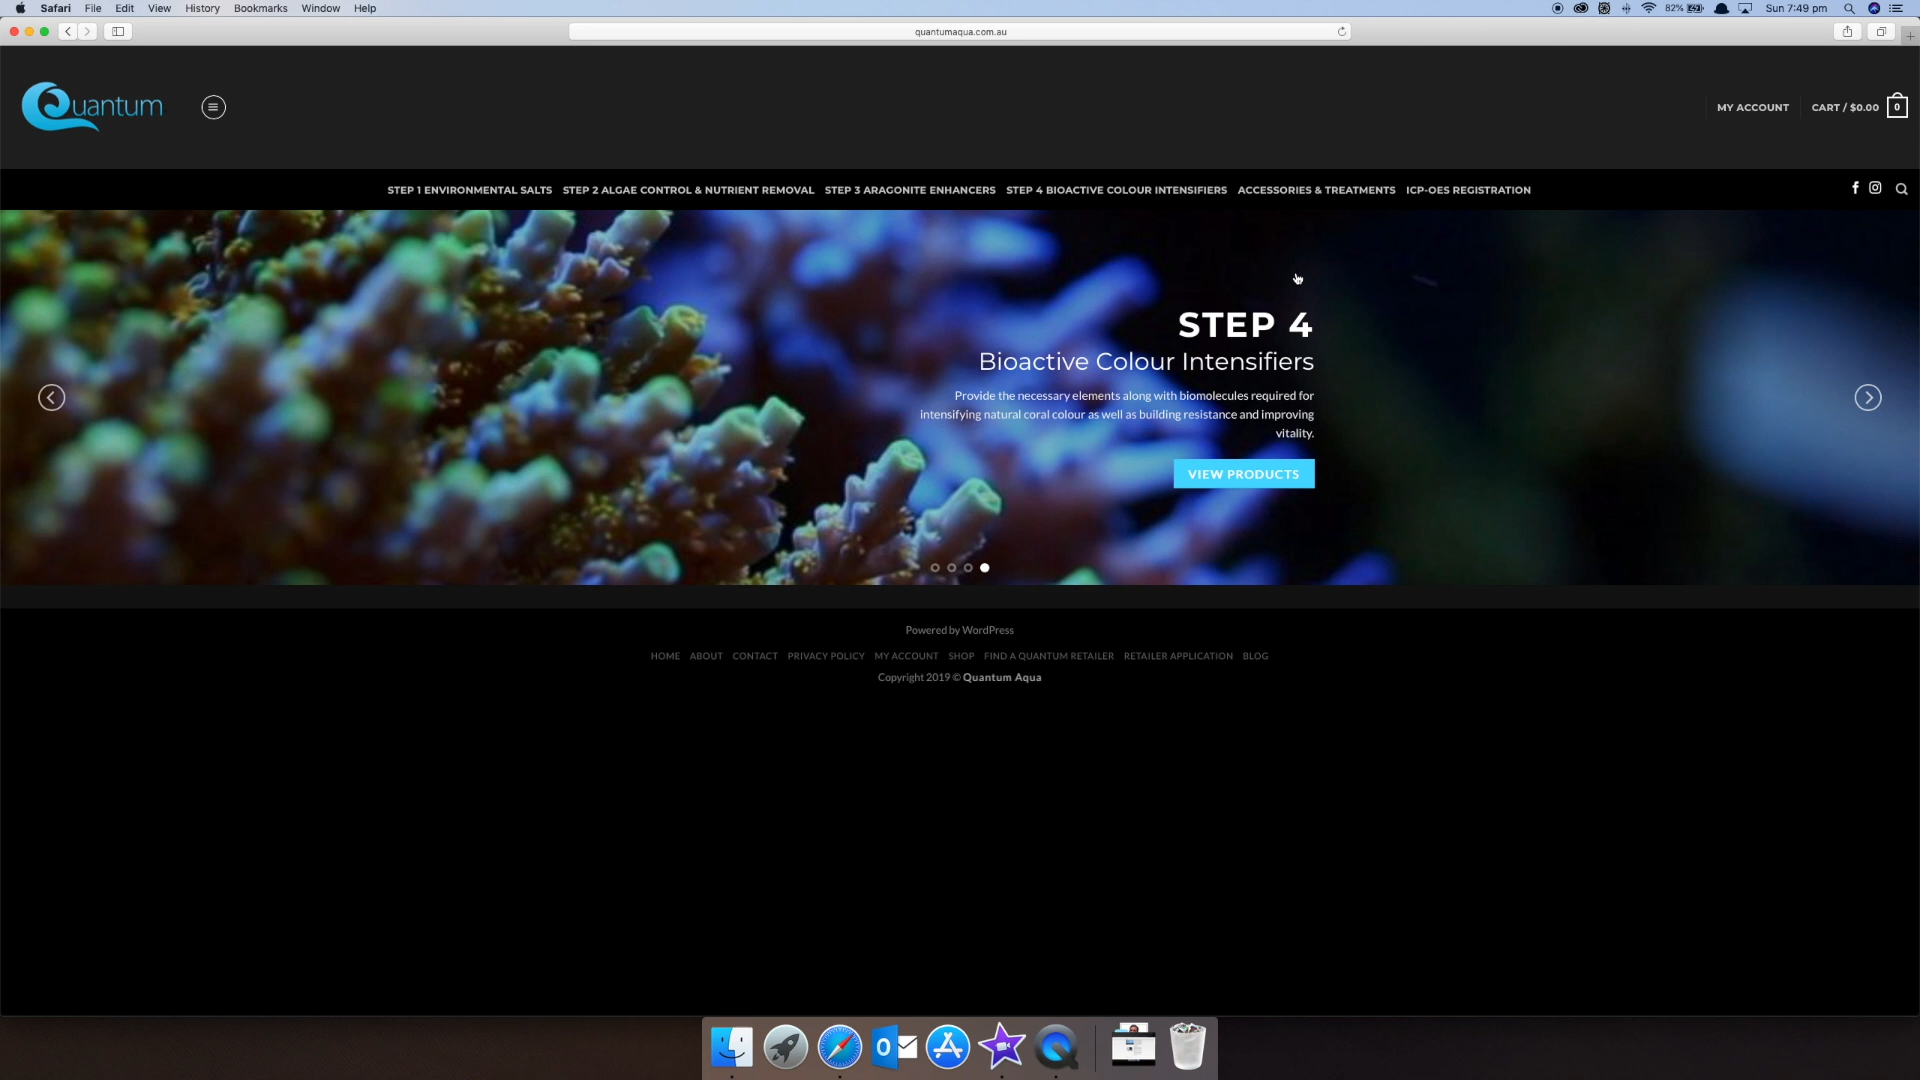 Safari File Edit View History Bookmarks Window Help 82% Sun 7:49 pm
quantumaqua.com.au
Quantum MY ACCOUNT CART / $0.00 0
STEP 1 ENVIRONMENTAL SALTS STEP 2 ALGAE CONTROL & NUTRIENT REMOVAL STEP 3 ARAGONITE ENHANCERS STEP 4 BIOACTIVE COLOUR INTENSIFIERS ACCESSORIES & TREATMENTS ICP-OES REGISTRATION
STEP 4
Bioactive Colour Intensifiers
Provide the necessary elements along with biomolecules required for
intensifying natural coral colour as well as building resistance and improving
vitality.
VIEW PRODUCTS
Powered by WordPress
HOME ABOUT CONTACT PRIVACY POLICY MY ACCOUNT SHOP FIND A QUANTUM RETAILER RETAILER APPLICATION BLOG
Copyright 2019 © Quantum Aqua